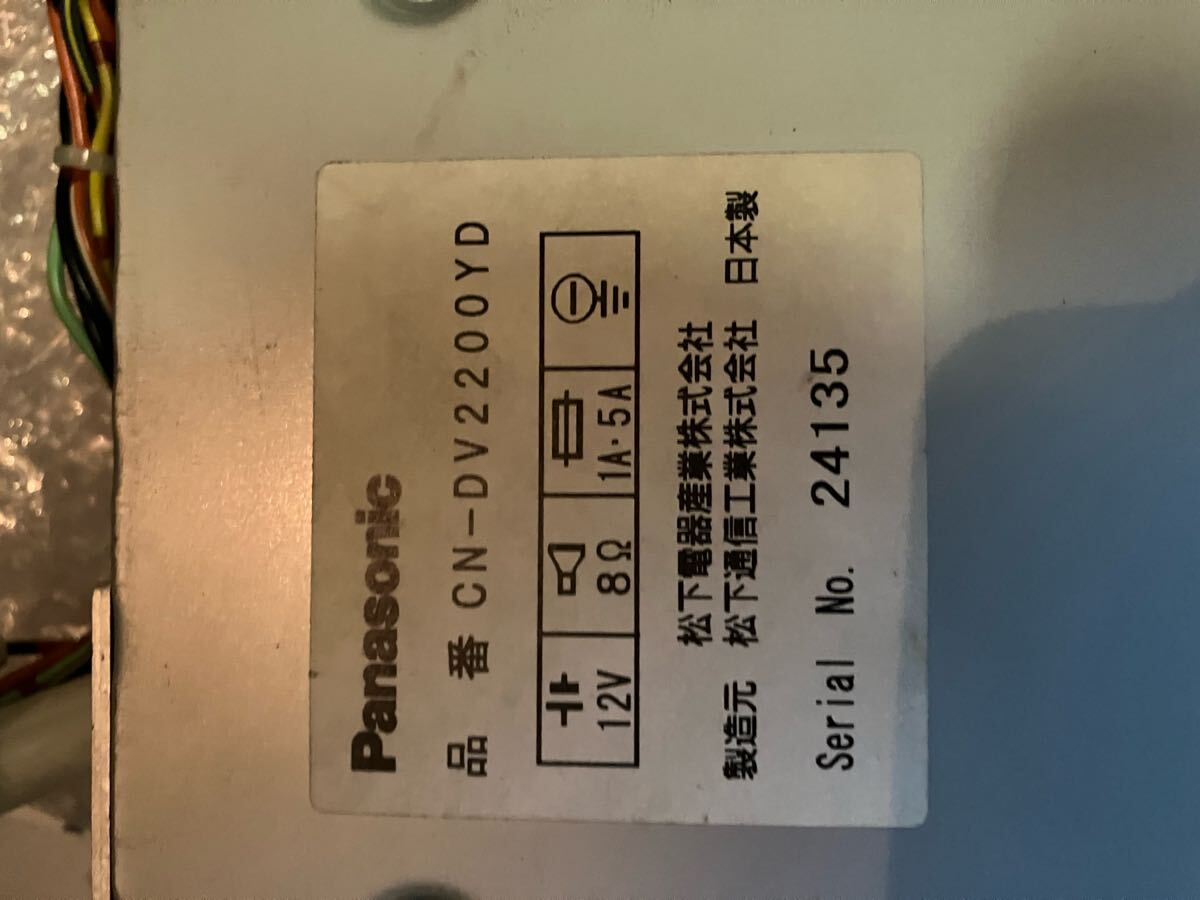 Panasonic
品 番 CN-DV2200YD
12V 8Ω 1A·5A
松下電器産業株式会社
製造元 松下通信工業株式会社 日本製
Serial No. 24135